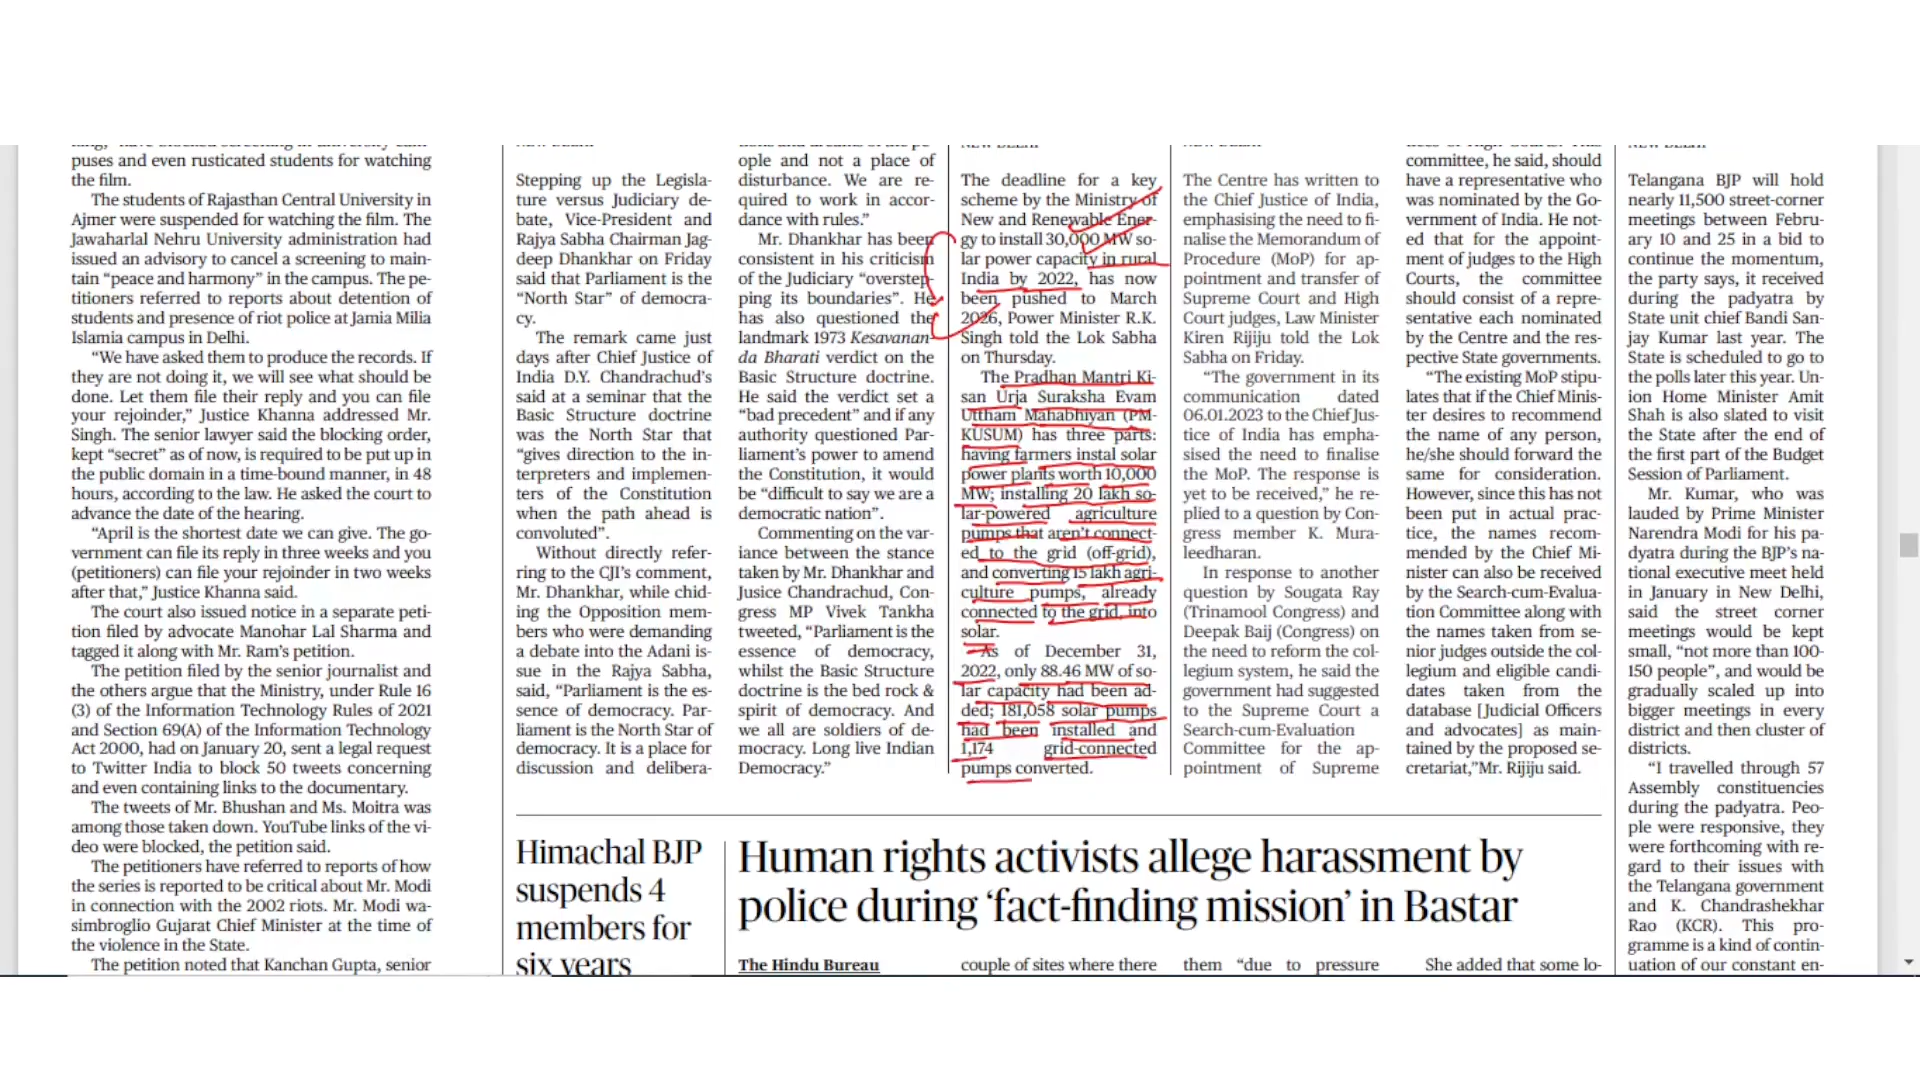 puses and even rusticated students for watching
the film.
The students of Rajasthan Central University in
Ajmer were suspended for watching the film. The
Jawaharlal Nehru University administration had
issued an advisory to cancel a screening to main-
tain “peace and harmony” in the campus. The pe-
titioners referred to reports about detention of
students and presence of riot police at Jamia Milia
Islamia campus in Delhi.
“We have asked them to produce the records. If
they are not doing it, we will see what should be
done. Let them file their reply and you can file
your rejoinder,” Justice Khanna addressed Mr.
Singh. The senior lawyer said the blocking order,
kept “secret” as of now, is required to be put up in
the public domain in a time-bound manner, in 48
hours, according to the law. He asked the court to
advance the date of the hearing.
“April is the shortest date we can give. The go-
vernment can file its reply in three weeks and you
(petitioners) can file your rejoinder in two weeks
after that,” Justice Khanna said.
The court also issued notice in a separate peti-
tion filed by advocate Manohar Lal Sharma and
tagged it along with Mr. Ram’s petition.
The petition filed by the senior journalist and
the others argue that the Ministry, under Rule 16
(3) of the Information Technology Rules of 2021
and Section 69(A) of the Information Technology
Act 2000, had on January 20, sent a legal request
to Twitter India to block 50 tweets concerning
and even containing links to the documentary.
The tweets of Mr. Bhushan and Ms. Moitra was
among those taken down. YouTube links of the vi-
deo were blocked, the petition said.
The petitioners have referred to reports of how
the series is reported to be critical about Mr. Modi
in connection with the 2002 riots. Mr. Modi wa-
simbroglio Gujarat Chief Minister at the time of
the violence in the State.
The petition noted that Kanchan Gupta, senior
Stepping up the Legisla-
ture versus Judiciary de-
bate, Vice-President and
Rajya Sabha Chairman Jag-
deep Dhankhar on Friday
said that Parliament is the
“North Star” of democra-
cy.
The remark came just
days after Chief Justice of
India D.Y. Chandrachud’s
said at a seminar that the
Basic Structure doctrine
was the North Star that
“gives direction to the in-
terpreters and implemen-
ters of the Constitution
when the path ahead is
convoluted”.
Without directly refer-
ring to the CJI’s comment,
Mr. Dhankhar, while chid-
ing the Opposition mem-
bers who were demanding
a debate into the Adani is-
sue in the Rajya Sabha,
said, “Parliament is the es-
sence of democracy. Par-
liament is the North Star of
democracy. It is a place for
discussion and delibera-
ople and not a place of
disturbance. We are re-
quired to work in accor-
dance with rules.”
Mr. Dhankhar has been
consistent in his criticism
of the Judiciary “overstep-
ping its boundaries”. He
has also questioned the
landmark 1973 Kesavanan-
da Bharati verdict on the
Basic Structure doctrine.
He said the verdict set a
“bad precedent” and if any
authority questioned Par-
liament’s power to amend
the Constitution, it would
be “difficult to say we are a
democratic nation”.
Commenting on the var-
iance between the stance
taken by Mr. Dhankhar and
Jusice Chandrachud, Con-
gress MP Vivek Tankha
tweeted, “Parliament is the
essence of democracy,
whilst the Basic Structure
doctrine is the bed rock &
spirit of democracy. And
we all are soldiers of de-
mocracy. Long live Indian
Democracy.”
The deadline for a key
scheme by the Ministry of
New and Renewable Ener-
gy to install 30,000 MW so-
lar power capacity in rural
India by 2022, has now
been pushed to March
2026, Power Minister R.K.
Singh told the Lok Sabha
on Thursday.
The Pradhan Mantri Ki-
san Urja Suraksha Evam
Uttham Mahabhiyan (PM-
KUSUM) has three parts:
having farmers instal solar
power plants worth 10,000
MW; installing 20 lakh so-
lar-powered agriculture
pumps that aren’t connect-
ed to the grid (off-grid),
and converting 15 lakh agri-
culture pumps, already
connected to the grid, into
solar.
As of December 31,
2022, only 88.46 MW of so-
lar capacity had been ad-
ded; 181,058 solar pumps
had been installed and
1,174 grid-connected
pumps converted.
The Centre has written to
the Chief Justice of India,
emphasising the need to fi-
nalise the Memorandum of
Procedure (MoP) for ap-
pointment and transfer of
Supreme Court and High
Court judges, Law Minister
Kiren Rijiju told the Lok
Sabha on Friday.
“The government in its
communication dated
06.01.2023 to the Chief Jus-
tice of India has empha-
sised the need to finalise
the MoP. The response is
yet to be received,” he re-
plied to a question by Con-
gress member K. Mura-
leedharan.
In response to another
question by Sougata Ray
(Trinamool Congress) and
Deepak Baij (Congress) on
the need to reform the col-
legium system, he said the
government had suggested
to the Supreme Court a
Search-cum-Evaluation
Committee for the ap-
pointment of Supreme
committee, he said, should
have a representative who
was nominated by the Go-
vernment of India. He not-
ed that for the appoint-
ment of judges to the High
Courts, the committee
should consist of a repre-
sentative each nominated
by the Centre and the res-
pective State governments.
“The existing MoP stipu-
lates that if the Chief Minis-
ter desires to recommend
the name of any person,
he/she should forward the
same for consideration.
However, since this has not
been put in actual prac-
tice, the names recom-
mended by the Chief Mi-
nister can also be received
by the Search-cum-Evalua-
tion Committee along with
the names taken from se-
nior judges outside the col-
legium and eligible candi-
dates taken from the
database [Judicial Officers
and advocates] as main-
tained by the proposed se-
cretariat,”Mr. Rijiju said.
Telangana BJP will hold
nearly 11,500 street-corner
meetings between Febru-
ary 10 and 25 in a bid to
continue the momentum,
the party says, it received
during the padyatra by
State unit chief Bandi San-
jay Kumar last year. The
State is scheduled to go to
the polls later this year. Un-
ion Home Minister Amit
Shah is also slated to visit
the State after the end of
the first part of the Budget
Session of Parliament.
Mr. Kumar, who was
lauded by Prime Minister
Narendra Modi for his pa-
dyatra during the BJP’s na-
tional executive meet held
in January in New Delhi,
said the street corner
meetings would be kept
small, “not more than 100-
150 people”, and would be
gradually scaled up into
bigger meetings in every
district and then cluster of
districts.
“I travelled through 57
Assembly constituencies
during the padyatra. Peo-
ple were responsive, they
were forthcoming with re-
gard to their issues with
the Telangana government
and K. Chandrashekhar
Rao (KCR). This pro-
gramme is a kind of contin-
uation of our constant en-
Himachal BJP
suspends 4
members for
six years
Human rights activists allege harassment by
police during ‘fact-finding mission’ in Bastar
The Hindu Bureau
couple of sites where there
them “due to pressure
She added that some lo-